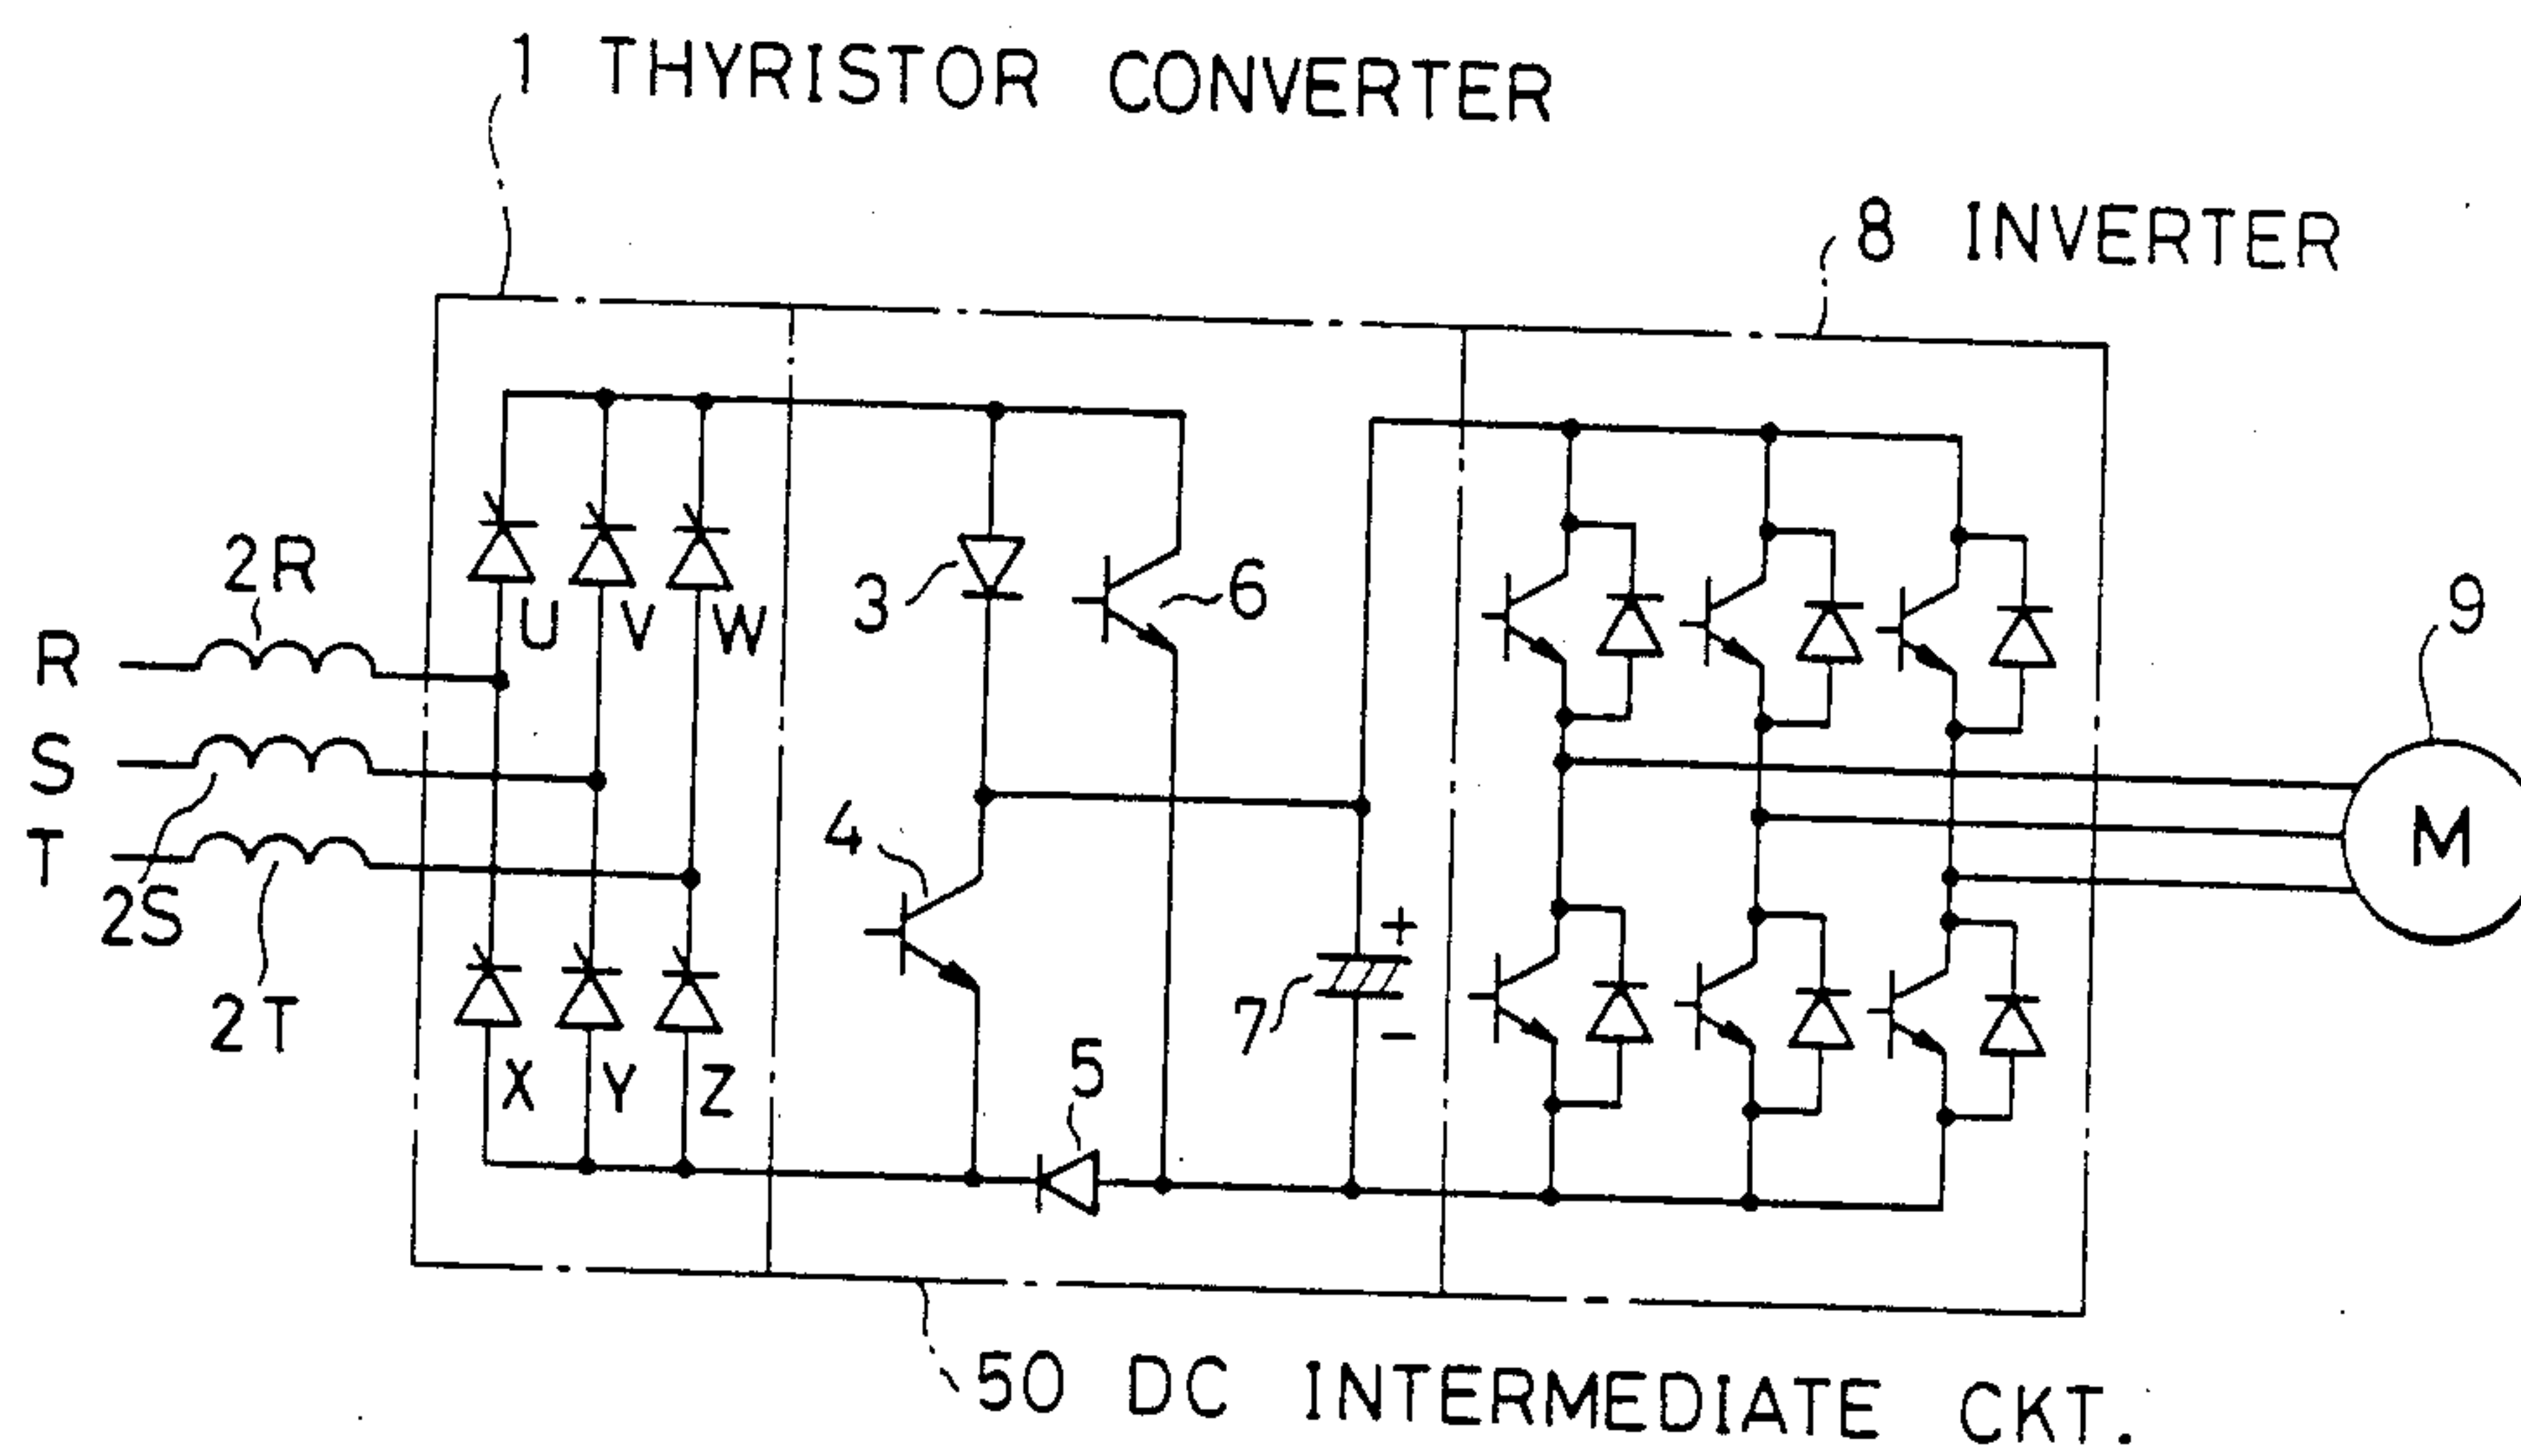 1 THYRISTOR CONVERTER
8 INVERTER
2R
3
6
9
U V W
R
S
T
4
M
2S
2T
+
7
−
5
X Y Z
50 DC INTERMEDIATE CKT.